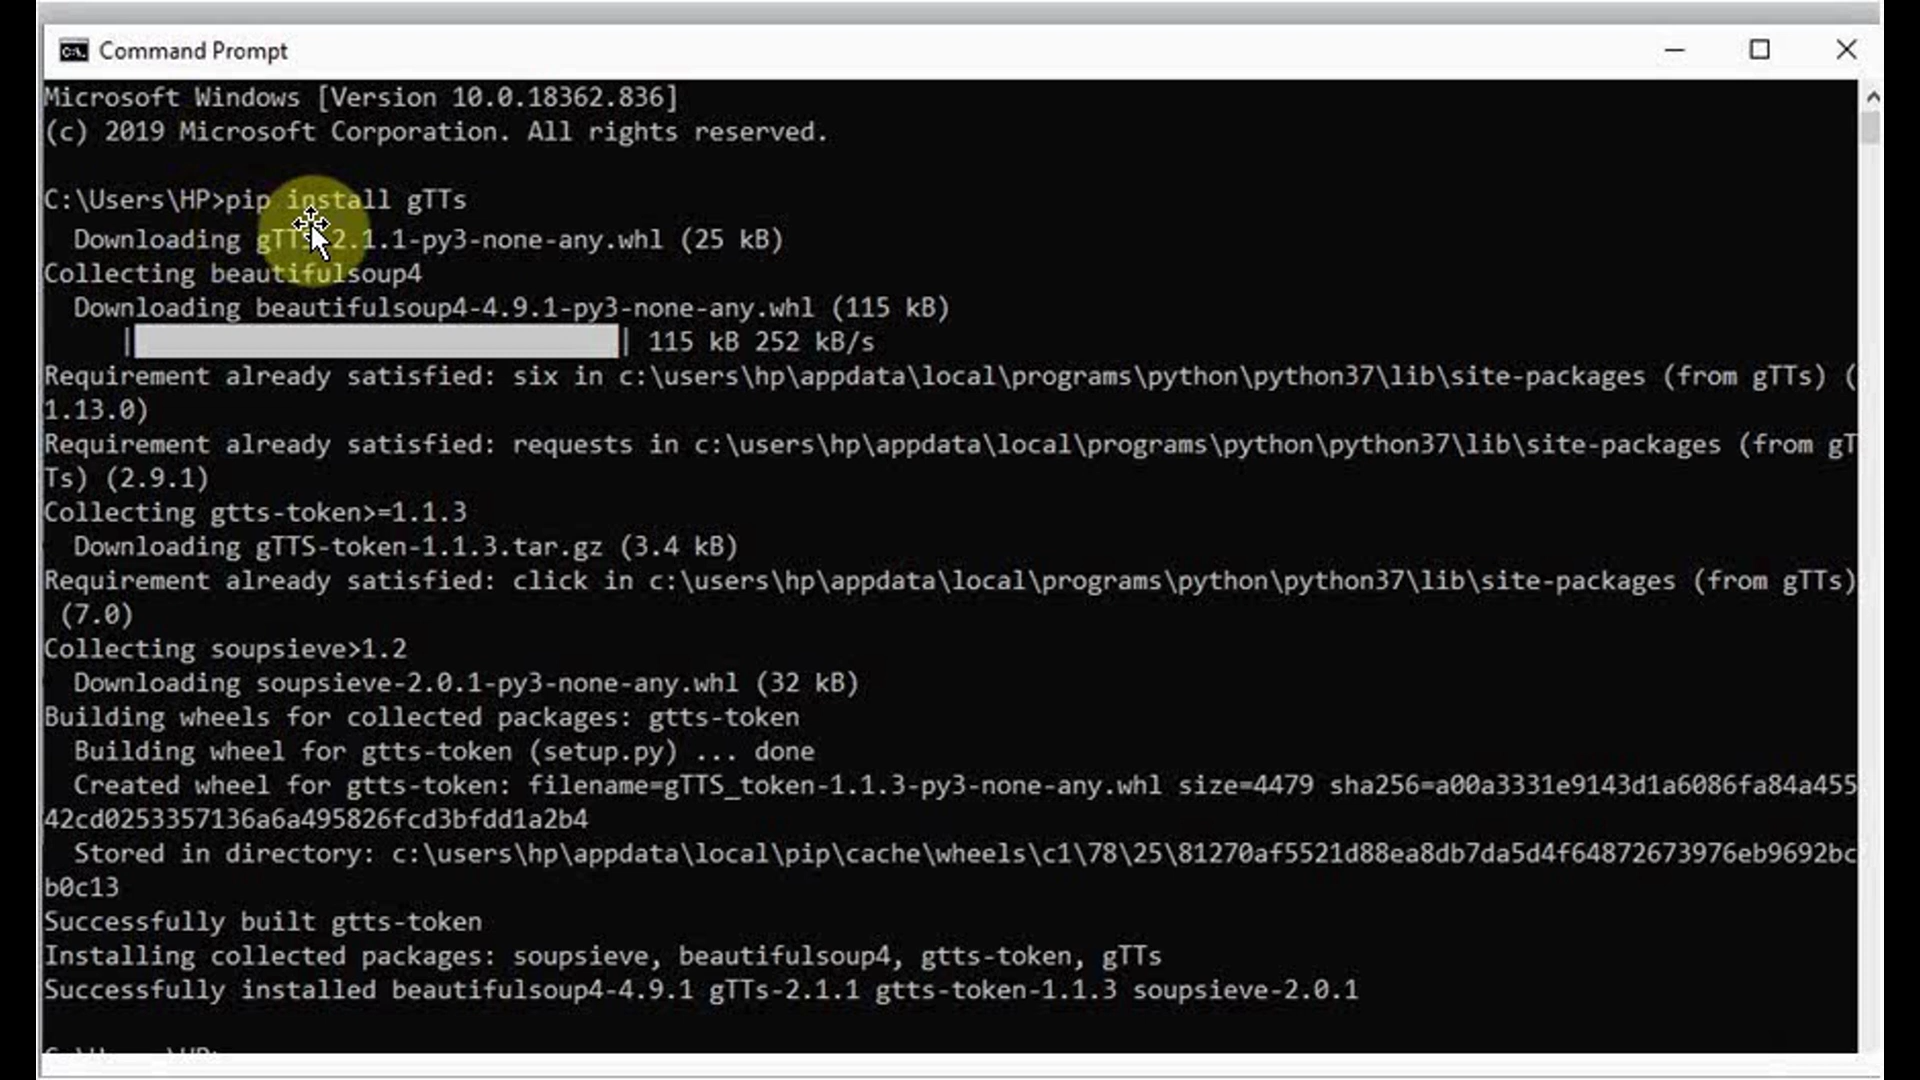 Command Prompt
Microsoft Windows [Version 10.0.18362.836]
(c) 2019 Microsoft Corporation. All rights reserved.
C:\Users\HP>pip install gTTs
Downloading gTTS-2.1.1-py3-none-any.whl (25 kB)
Collecting beautifulsoup4
Downloading beautifulsoup4-4.9.1-py3-none-any.whl (115 kB)
| | 115 kB 252 kB/s
Requirement already satisfied: six in c:\users\hp\appdata\local\programs\python\python37\lib\site-packages (from gTTs) (
1.13.0)
Requirement already satisfied: requests in c:\users\hp\appdata\local\programs\python\python37\lib\site-packages (from gT
Ts) (2.9.1)
Collecting gtts-token>=1.1.3
Downloading gTTS-token-1.1.3.tar.gz (3.4 kB)
Requirement already satisfied: click in c:\users\hp\appdata\local\programs\python\python37\lib\site-packages (from gTTs)
(7.0)
Collecting soupsieve>1.2
Downloading soupsieve-2.0.1-py3-none-any.whl (32 kB)
Building wheels for collected packages: gtts-token
Building wheel for gtts-token (setup.py) ... done
Created wheel for gtts-token: filename=gTTS_token-1.1.3-py3-none-any.whl size=4479 sha256=a00a3331e9143d1a6086fa84a455
42cd0253357136a6a495826fcd3bfdd1a2b4
Stored in directory: c:\users\hp\appdata\local\pip\cache\wheels\c1\78\25\81270af5521d88ea8db7da5d4f64872673976eb9692bc
b0c13
Successfully built gtts-token
Installing collected packages: soupsieve, beautifulsoup4, gtts-token, gTTs
Successfully installed beautifulsoup4-4.9.1 gTTs-2.1.1 gtts-token-1.1.3 soupsieve-2.0.1